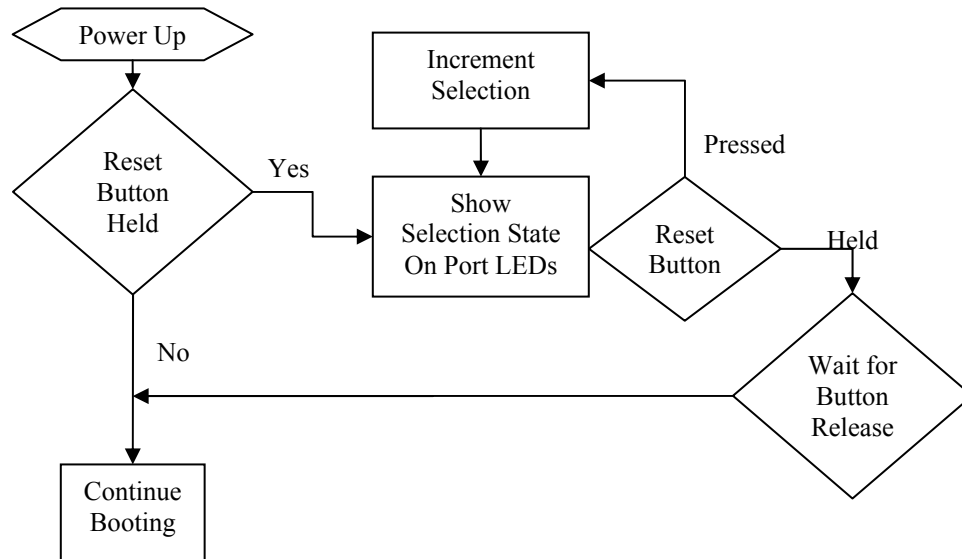 Power Up
Reset
Button
Held
Yes
No
Increment
Selection
Show
Selection State
On Port LEDs
Pressed
Reset
Button
Held
Wait for
Button
Release
Continue
Booting